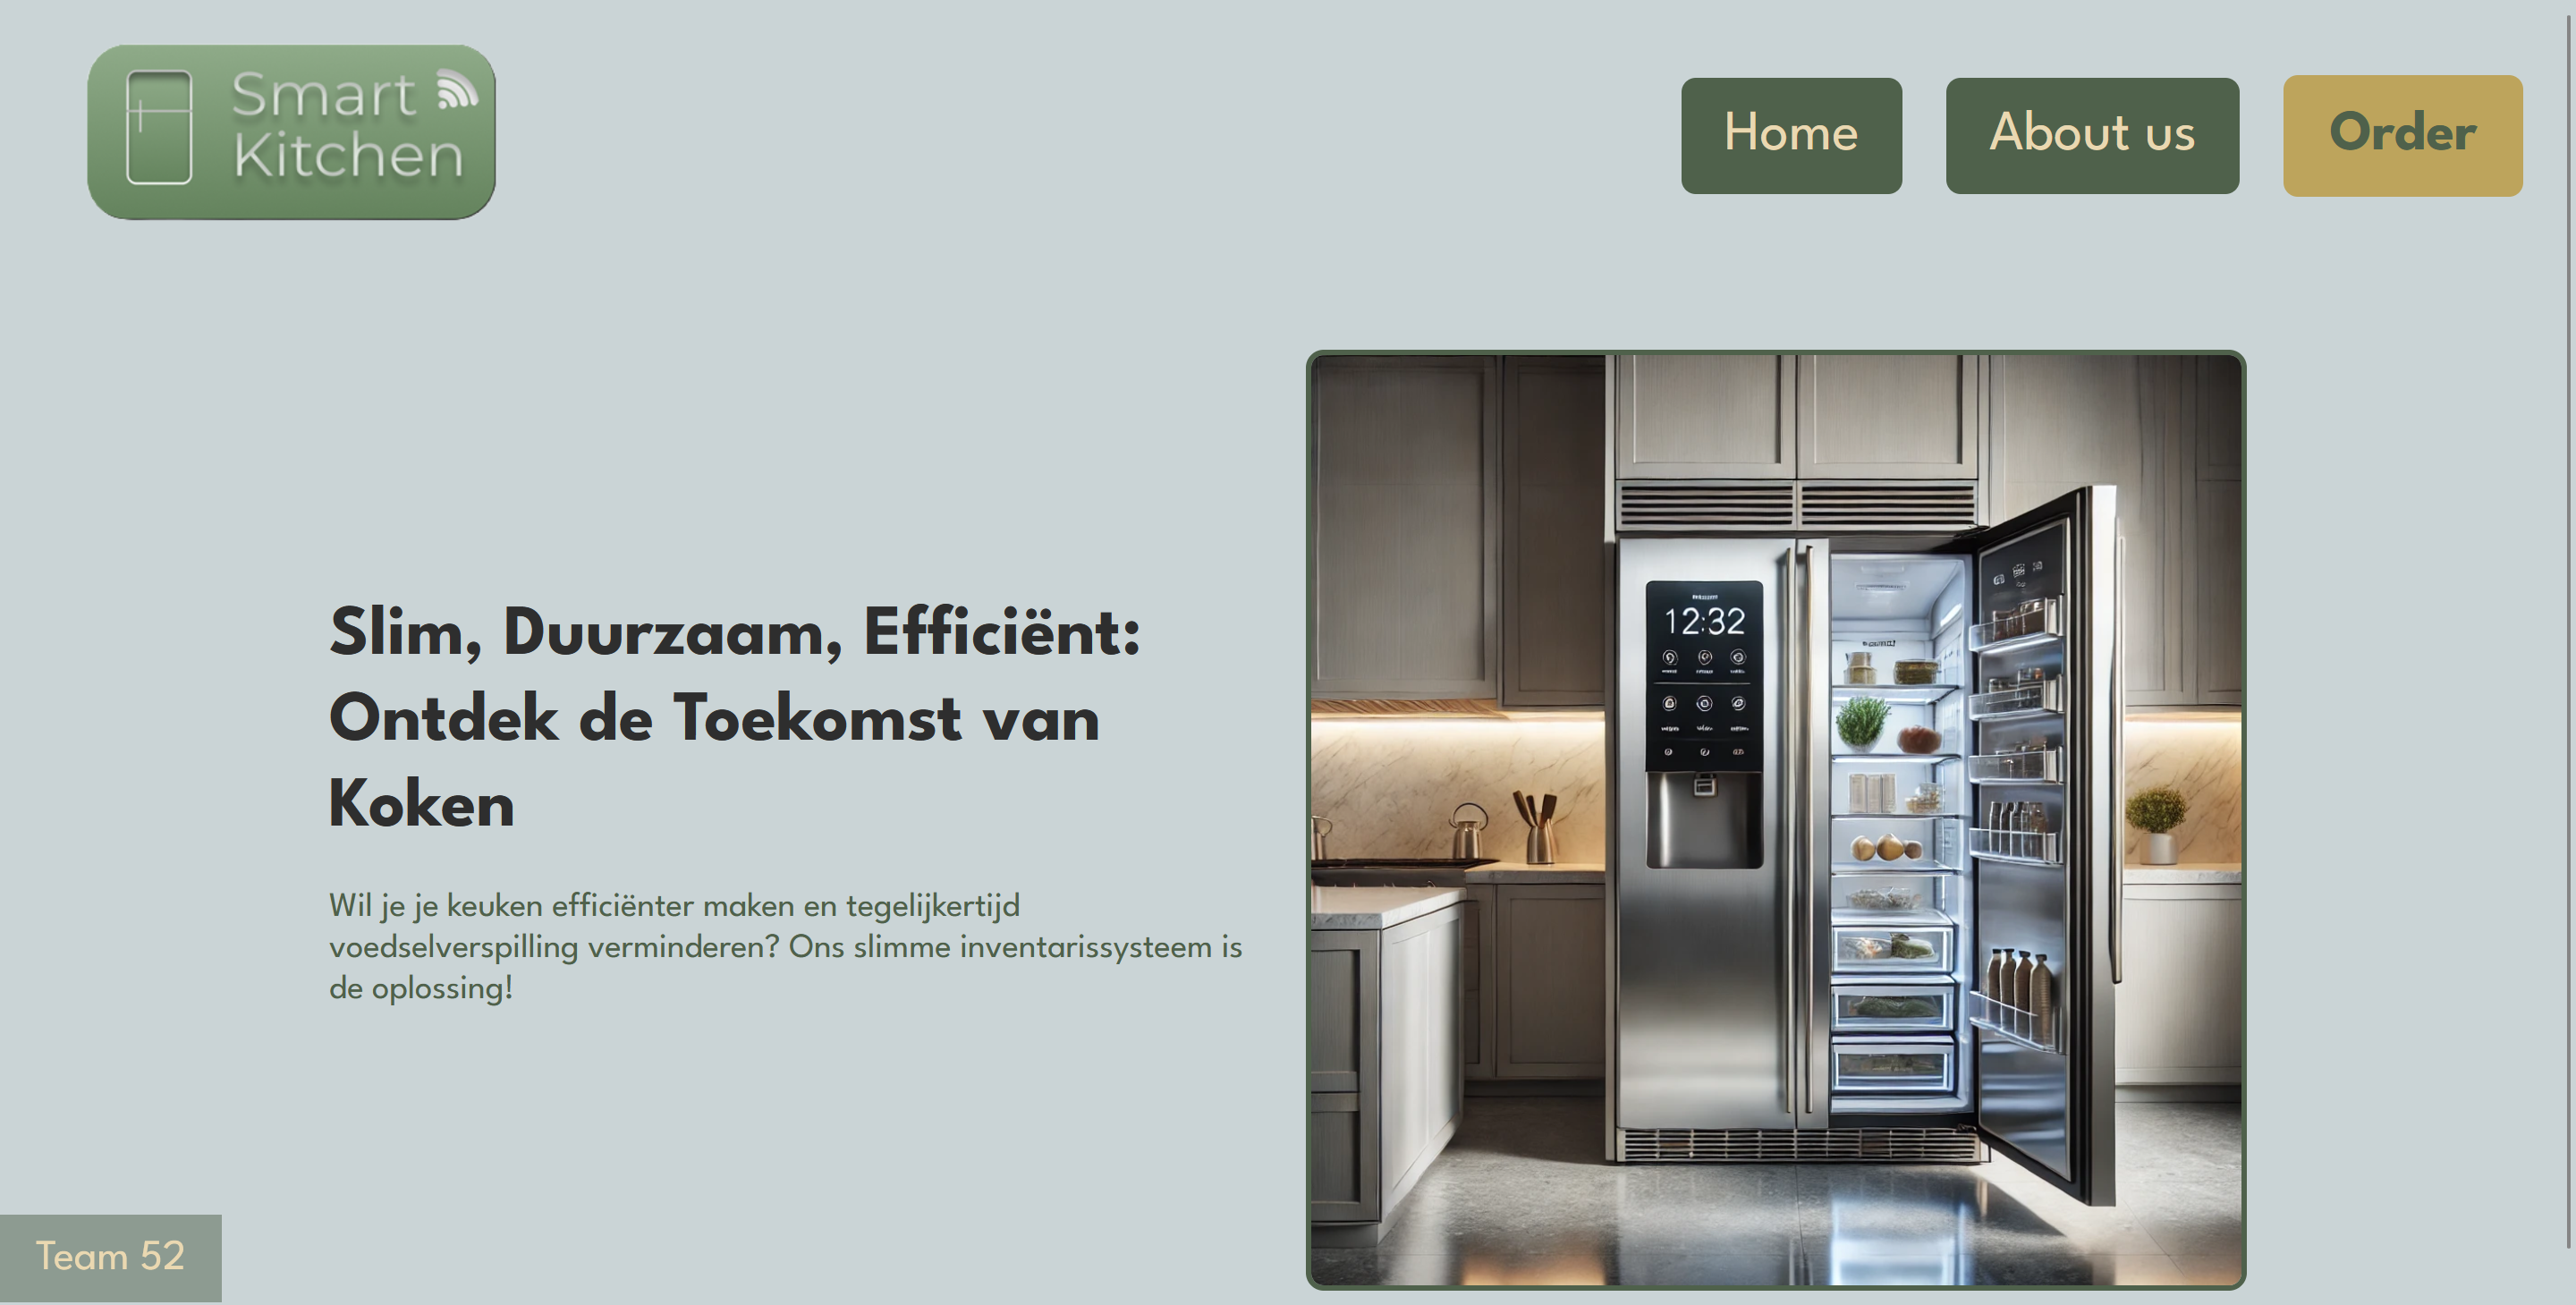 Smart
Kitchen
Home
About us
Order
Slim, Duurzaam, Efficiënt:
Ontdek de Toekomst van
Koken
Wil je je keuken efficiënter maken en tegelijkertijd
voedselverspilling verminderen? Ons slimme inventarissysteem is
de oplossing!
12:32
Team 52